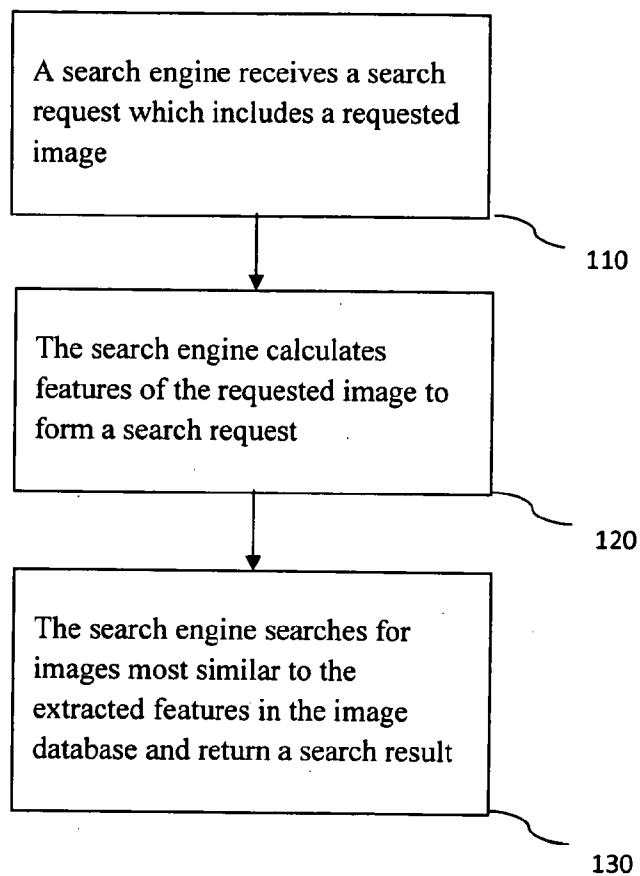 A search engine receives a search
request which includes a requested
image
110
The search engine calculates
features of the requested image to
form a search request
120
The search engine searches for
images most similar to the
extracted features in the image
database and return a search result
130